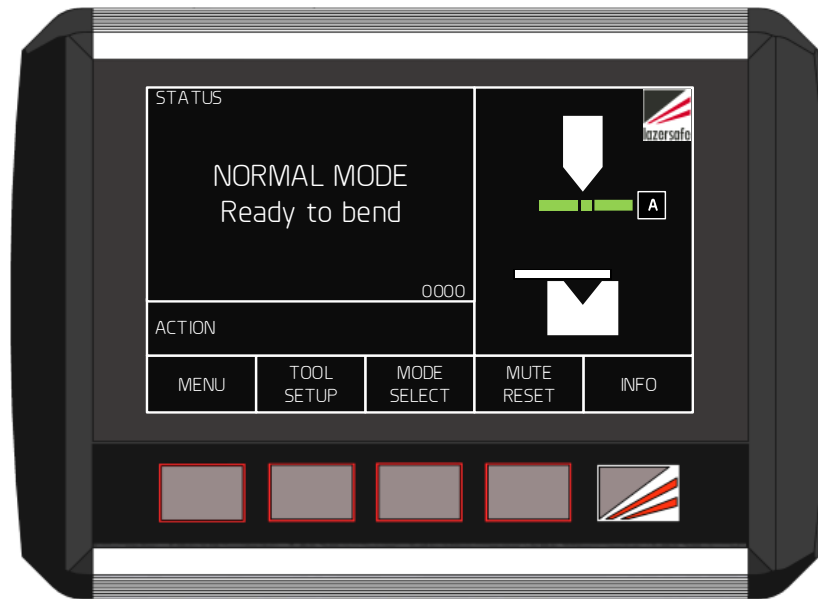 STATUS
lazersafe
NORMAL MODE
Ready to bend
A
0000
ACTION
MENU
TOOL
SETUP
MODE
SELECT
MUTE
RESET
INFO